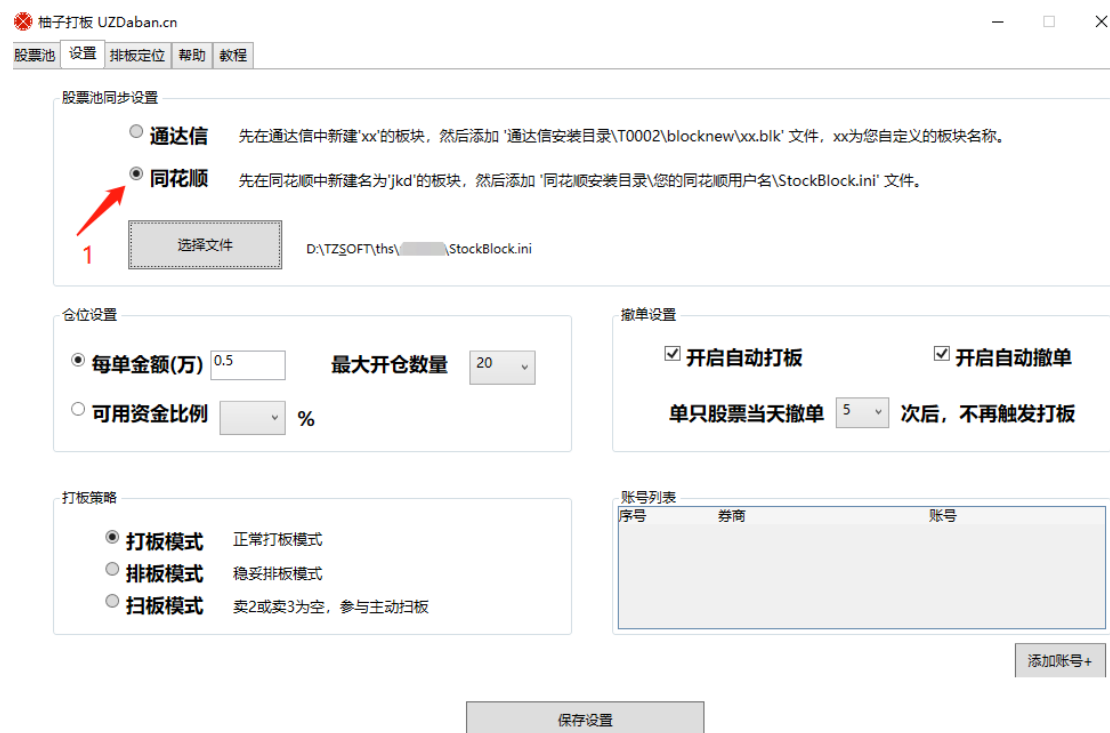 柚子打板 UZDaban.cn
股票池 设置 排板定位 帮助 教程
股票池同步设置
通达信 先在通达信中新建'xx'的板块，然后添加 '通达信安装目录\T0002\blocknew\xx.blk' 文件，xx为您自定义的板块名称。
同花顺 先在同花顺中新建名为'jkd'的板块，然后添加 '同花顺安装目录\您的同花顺用户名\StockBlock.ini' 文件。
1
选择文件 D:\TZSOFT\ths\ \StockBlock.ini
仓位设置
每单金额(万) 0.5 最大开仓数量 20
可用资金比例 %
撤单设置
开启自动打板 开启自动撤单
单只股票当天撤单 5 次后，不再触发打板
打板策略
打板模式 正常打板模式
排板模式 稳妥排板模式
扫板模式 卖2或卖3为空，参与主动扫板
账号列表
序号 券商 账号
添加账号+
保存设置